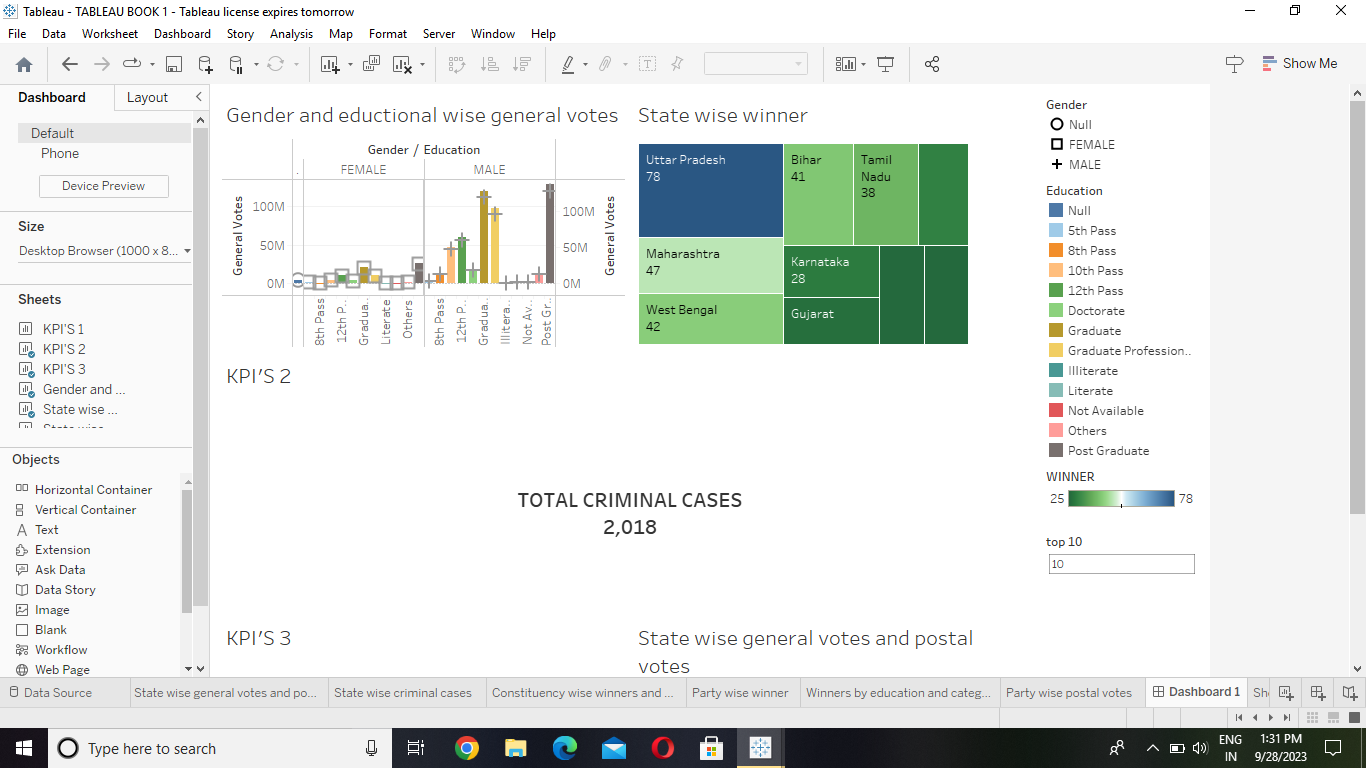 Tableau - TABLEAU BOOK 1 - Tableau license expires tomorrow
File Data Worksheet Dashboard Story Analysis Map Format Server Window Help
Show Me
Dashboard Layout
Default
Phone
Device Preview
Size
Desktop Browser (1000 x 8...
Sheets
KPI'S 1
KPI'S 2
KPI'S 3
Gender and ...
State wise ...
State wise
Objects
Horizontal Container
Vertical Container
Text
Extension
Ask Data
Data Story
Image
Blank
Workflow
Web Page
Gender and eductional wise general votes
Gender / Education
. FEMALE MALE
General Votes
100M
50M
0M
100M
50M
0M
General Votes
8th Pass
12th P..
Gradua..
Literate
Others
8th Pass
12th P..
Gradua..
Illitera..
Not Av..
Post Gr..
State wise winner
Uttar Pradesh
78
Maharashtra
47
West Bengal
42
Bihar
41
Tamil
Nadu
38
Karnataka
28
Gujarat
KPI'S 2
TOTAL CRIMINAL CASES
2,018
KPI'S 3
State wise general votes and postal
votes
Gender
Null
FEMALE
MALE
Education
Null
5th Pass
8th Pass
10th Pass
12th Pass
Doctorate
Graduate
Graduate Profession..
Illiterate
Literate
Not Available
Others
Post Graduate
WINNER
25 78
top 10
10
Data Source State wise general votes and po... State wise criminal cases Constituency wise winners and ... Party wise winner Winners by education and categ... Party wise postal votes Dashboard 1 She
Type here to search
ENG
IN
1:31 PM
9/28/2023